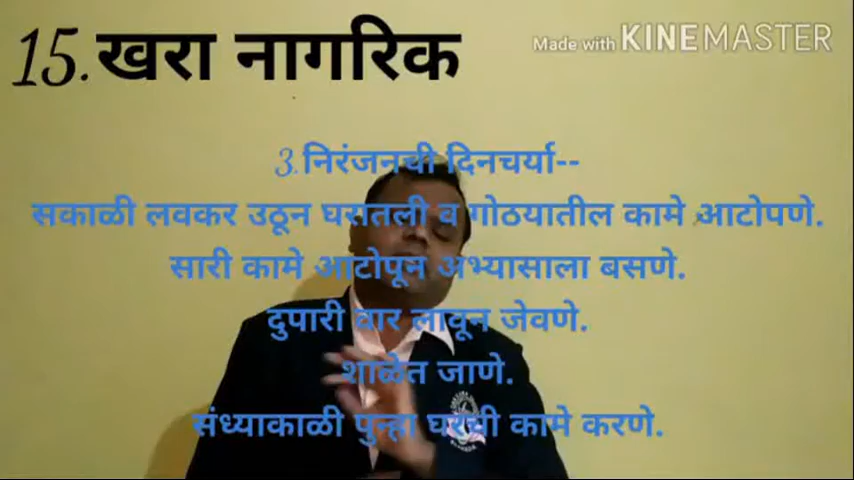 15. खरा नागरिक
Made with KINEMASTER
3. निरंजनची दिनचर्या--
सकाळी लवकर उठून घरातली व गोठयातील कामे आटोपणे.
सारी कामे आटोपून अभ्यासाला बसणे.
दुपारी वार लावून जेवणे.
शाळेत जाणे.
संध्याकाळी पुन्हा घरची कामे करणे.